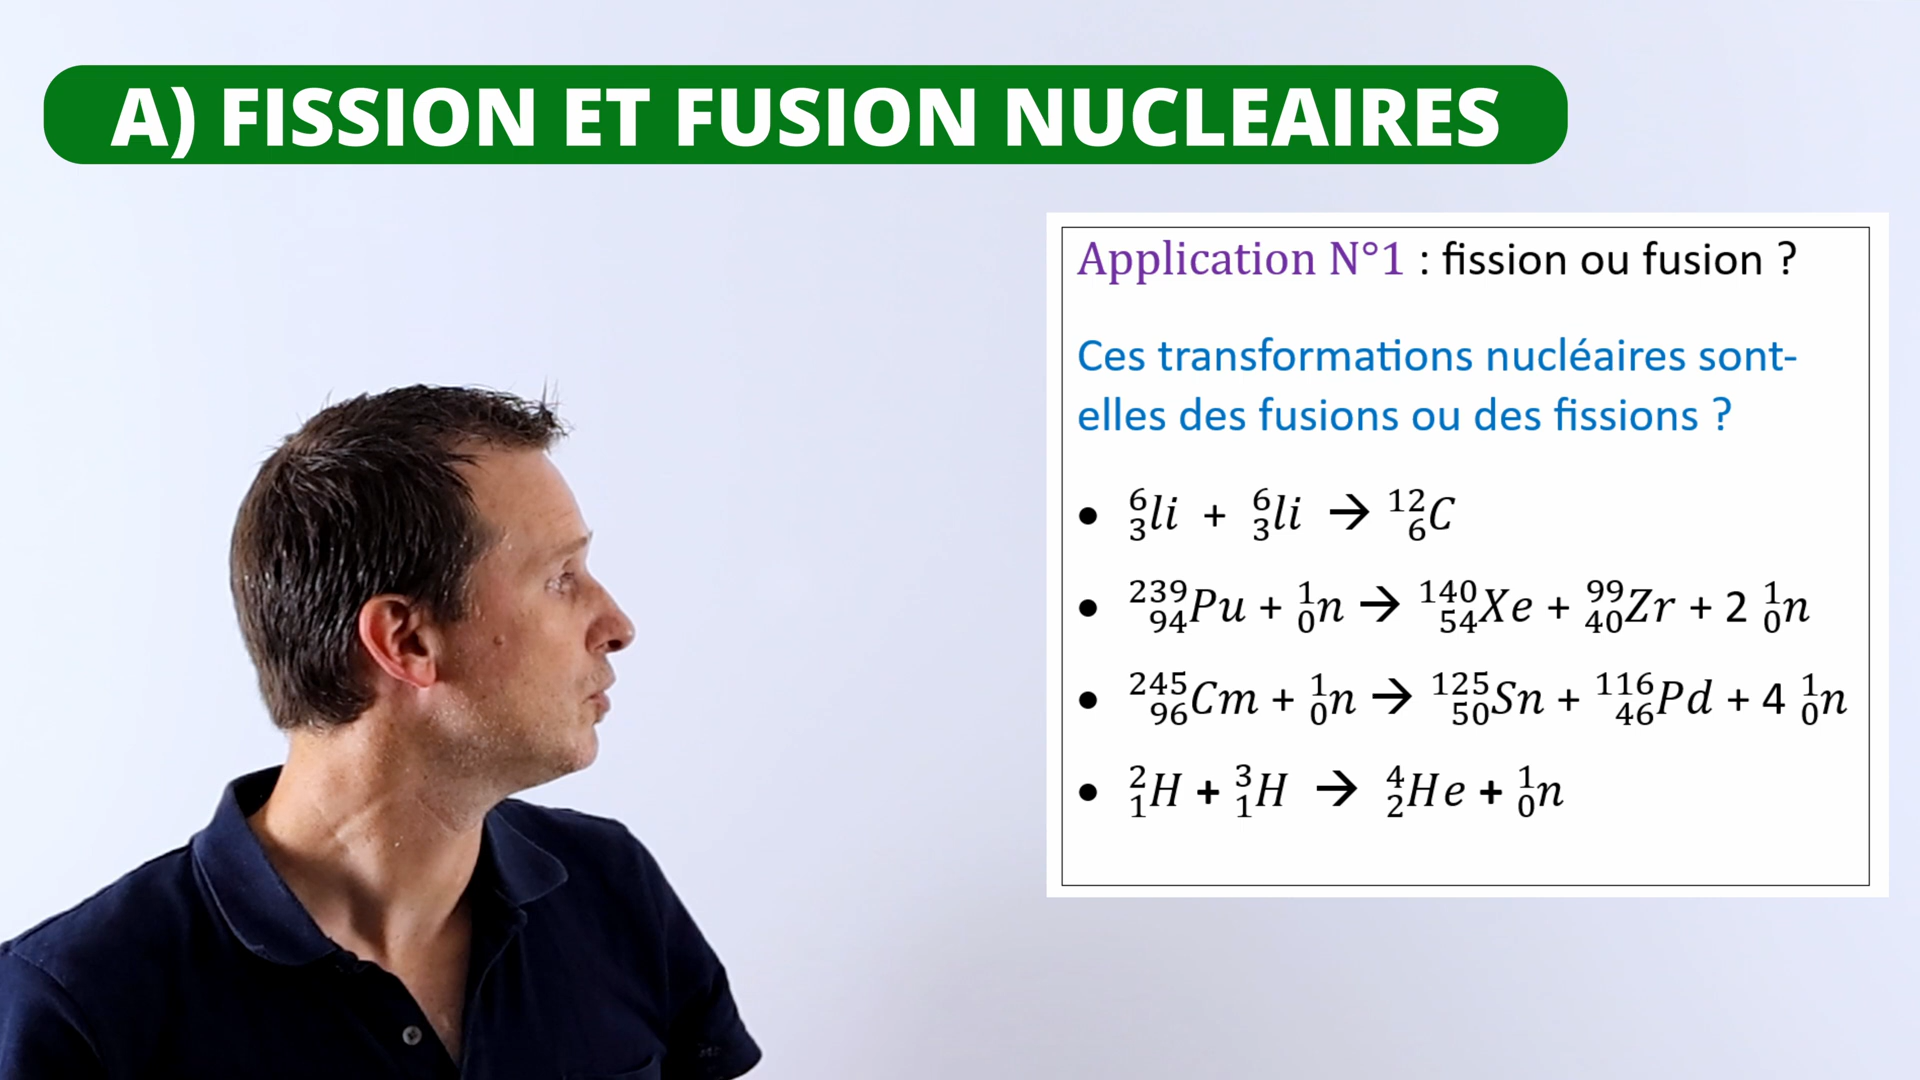 A) FISSION ET FUSION NUCLEAIRES
Application N°1 : fission ou fusion ?
Ces transformations nucléaires sont-
elles des fusions ou des fissions ?
• ⁶₃li + ⁶₃li → ¹²₆C
• ²³⁹₉₄Pu + ¹₀n → ¹⁴⁰₅₄Xe + ⁹⁹₄₀Zr + 2 ¹₀n
• ²⁴⁵₉₆Cm + ¹₀n → ¹²⁵₅₀Sn + ¹¹⁶₄₆Pd + 4 ¹₀n
• ²₁H + ³₁H → ⁴₂He + ¹₀n